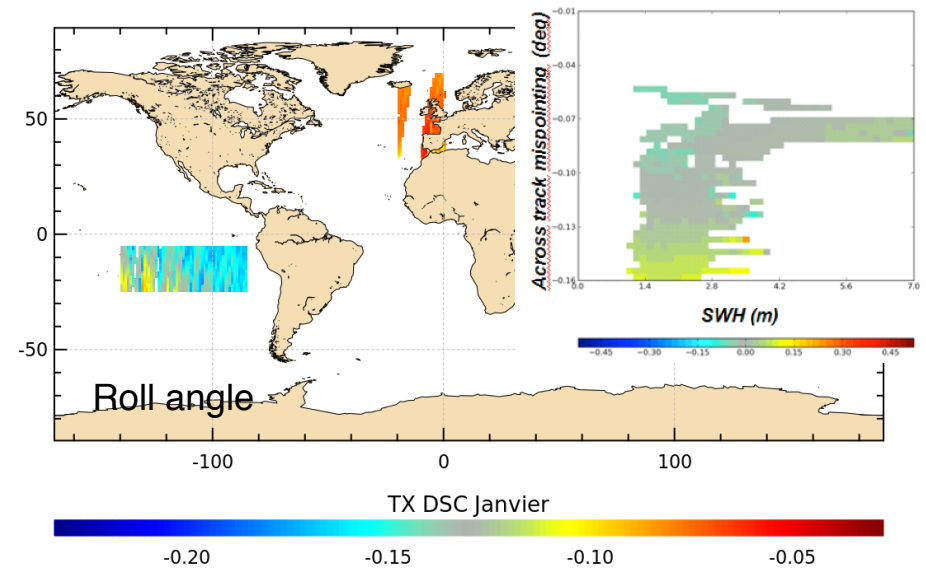 Across track mispointing (deg)
-0.01
-0.04
-0.07
-0.10
-0.13
-0.16
0.0 1.4 2.8 4.2 5.6 7.0
SWH (m)
-0.45 -0.30 -0.15 0.00 0.15 0.30 0.45
50
0
-50
Roll angle
-100 0 100
TX DSC Janvier
-0.20 -0.15 -0.10 -0.05